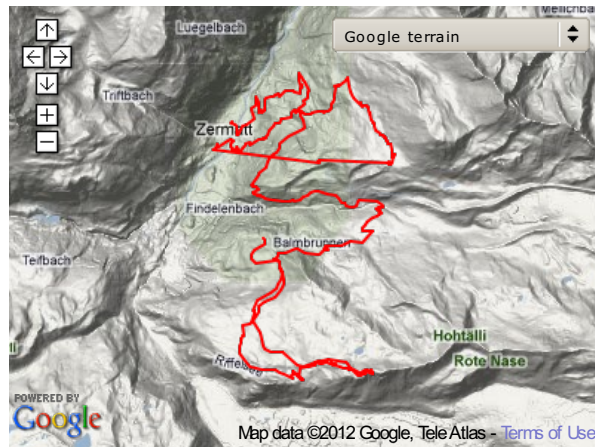 Luegelbach
Mellichbach
Google terrain
Triftbach
Zermatt
Findelenbach
Balmbrunnen
Teifbach
Hohtälli
Rote Nase
Riffelsee
POWERED BY
Google
Map data ©2012 Google, Tele Atlas - Terms of Use